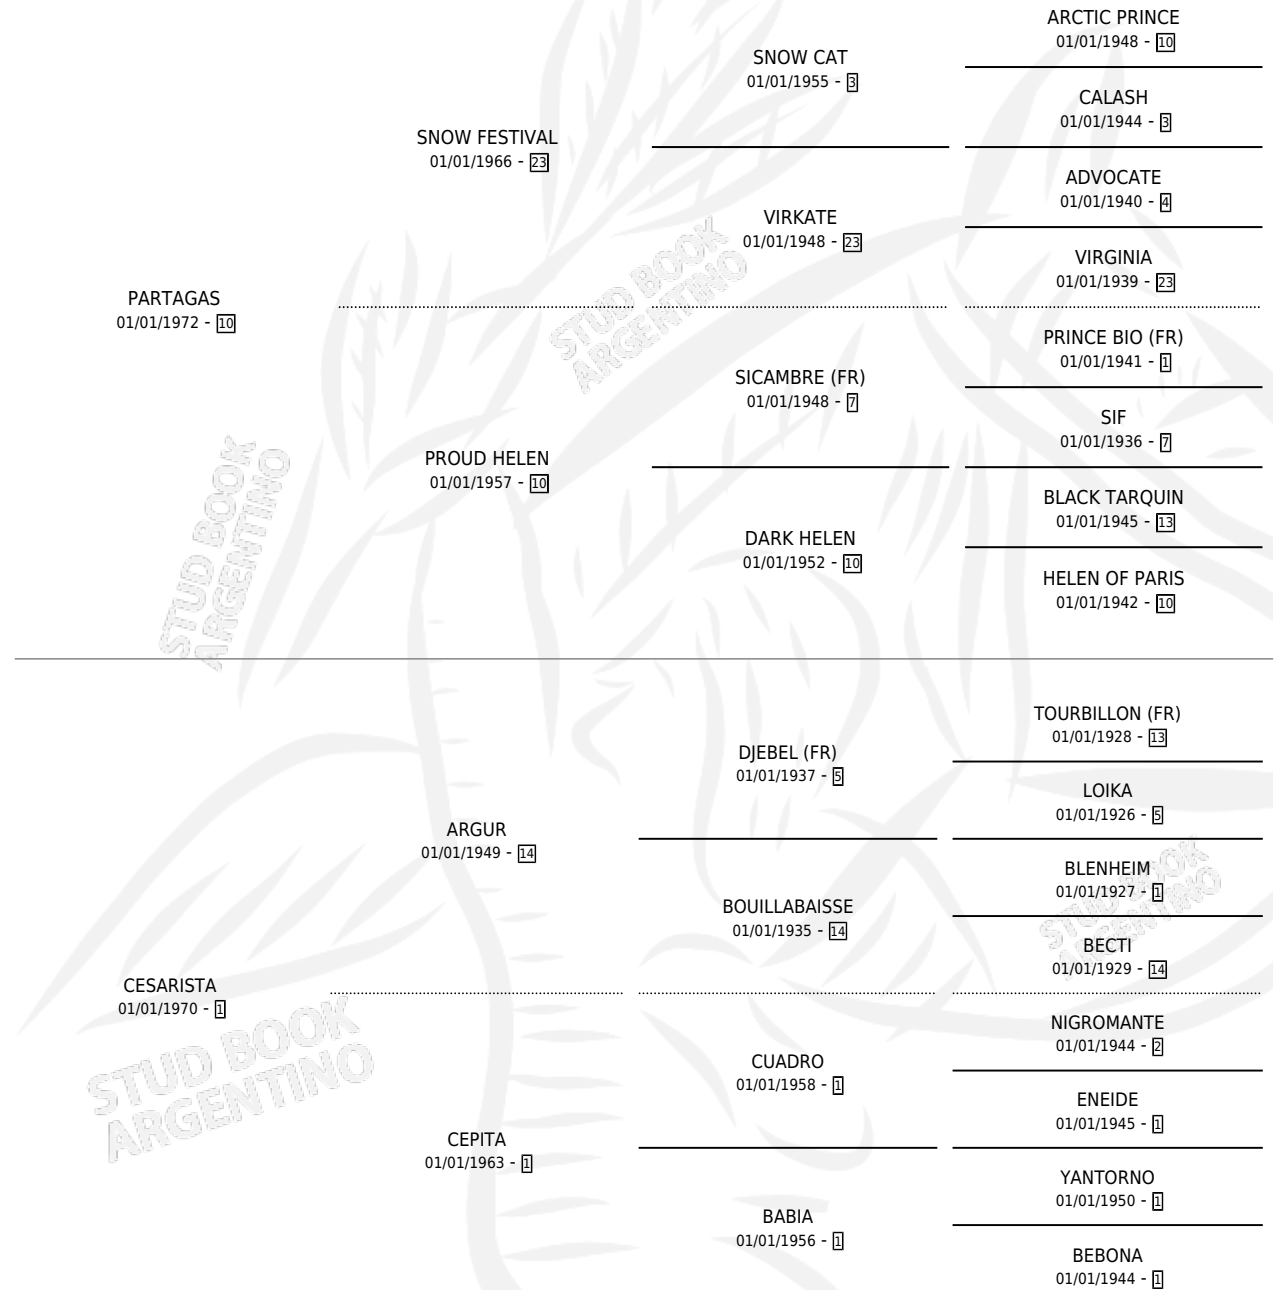 PARTAGAS
01/01/1972 - 10
SNOW FESTIVAL
01/01/1966 - 23
PROUD HELEN
01/01/1957 - 10
SNOW CAT
01/01/1955 - 3
VIRKATE
01/01/1948 - 23
SICAMBRE (FR)
01/01/1948 - 7
DARK HELEN
01/01/1952 - 10
ARCTIC PRINCE
01/01/1948 - 10
CALASH
01/01/1944 - 3
ADVOCATE
01/01/1940 - 4
VIRGINIA
01/01/1939 - 23
PRINCE BIO (FR)
01/01/1941 - 1
SIF
01/01/1936 - 7
BLACK TARQUIN
01/01/1945 - 13
HELEN OF PARIS
01/01/1942 - 10
CESARISTA
01/01/1970 - 1
ARGUR
01/01/1949 - 14
CEPITA
01/01/1963 - 1
DJEBEL (FR)
01/01/1937 - 5
BOUILLABAISSE
01/01/1935 - 14
CUADRO
01/01/1958 - 1
BABIA
01/01/1956 - 1
TOURBILLON (FR)
01/01/1928 - 13
LOIKA
01/01/1926 - 5
BLENHEIM
01/01/1927 - 1
BECTI
01/01/1929 - 14
NIGROMANTE
01/01/1944 - 2
ENEIDE
01/01/1945 - 1
YANTORNO
01/01/1950 - 1
BEBONA
01/01/1944 - 1
STUD BOOK
ARGENTINO
STUD BOOK
ARGENTINO
STUD BOOK
ARGENTINO
STUD BOOK
ARGENTINO